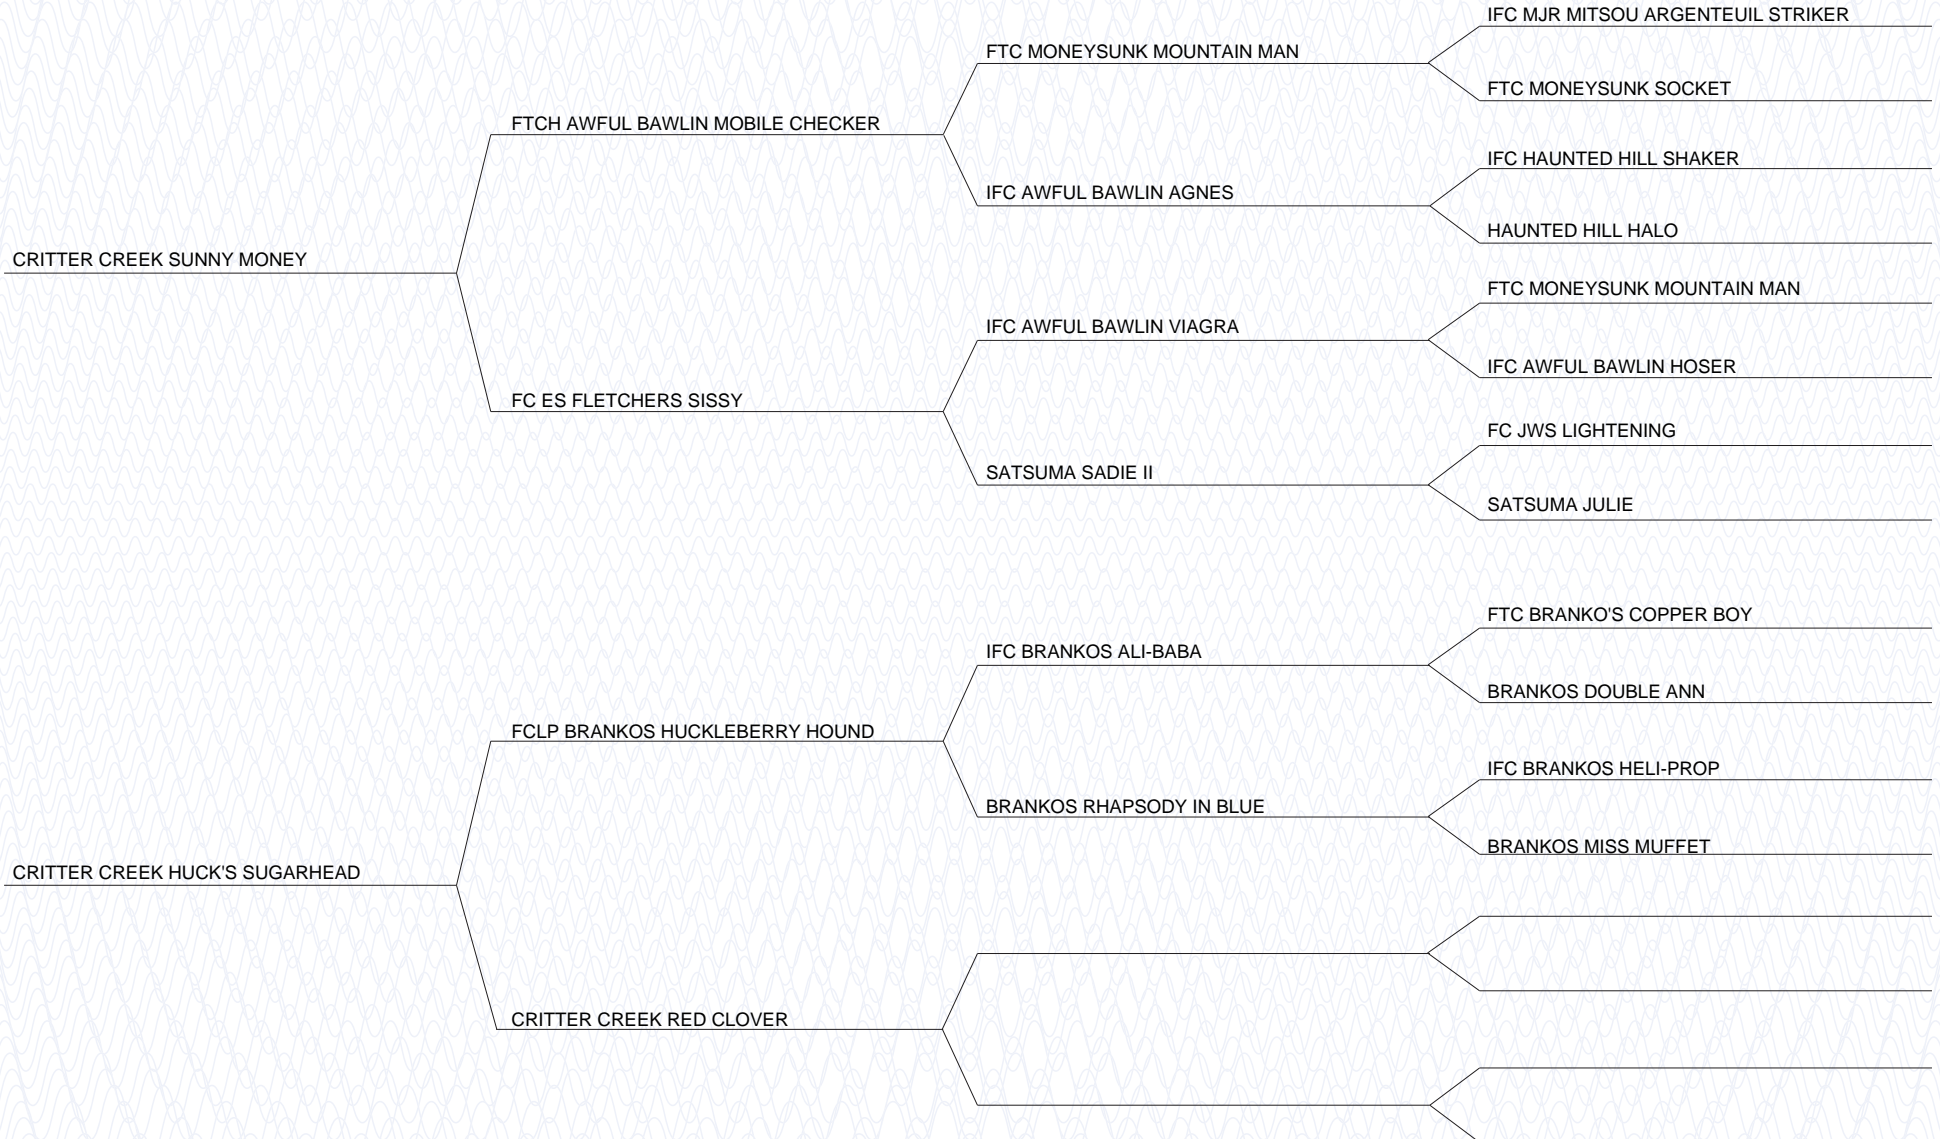 IFC MJR MITSOU ARGENTEUIL STRIKER
FTC MONEYSUNK MOUNTAIN MAN
FTC MONEYSUNK SOCKET
FTCH AWFUL BAWLIN MOBILE CHECKER
IFC HAUNTED HILL SHAKER
IFC AWFUL BAWLIN AGNES
HAUNTED HILL HALO
CRITTER CREEK SUNNY MONEY
FTC MONEYSUNK MOUNTAIN MAN
IFC AWFUL BAWLIN VIAGRA
IFC AWFUL BAWLIN HOSER
FC ES FLETCHERS SISSY
FC JWS LIGHTENING
SATSUMA SADIE II
SATSUMA JULIE
FTC BRANKO'S COPPER BOY
IFC BRANKOS ALI-BABA
BRANKOS DOUBLE ANN
FCLP BRANKOS HUCKLEBERRY HOUND
IFC BRANKOS HELI-PROP
BRANKOS RHAPSODY IN BLUE
BRANKOS MISS MUFFET
CRITTER CREEK HUCK'S SUGARHEAD
CRITTER CREEK RED CLOVER